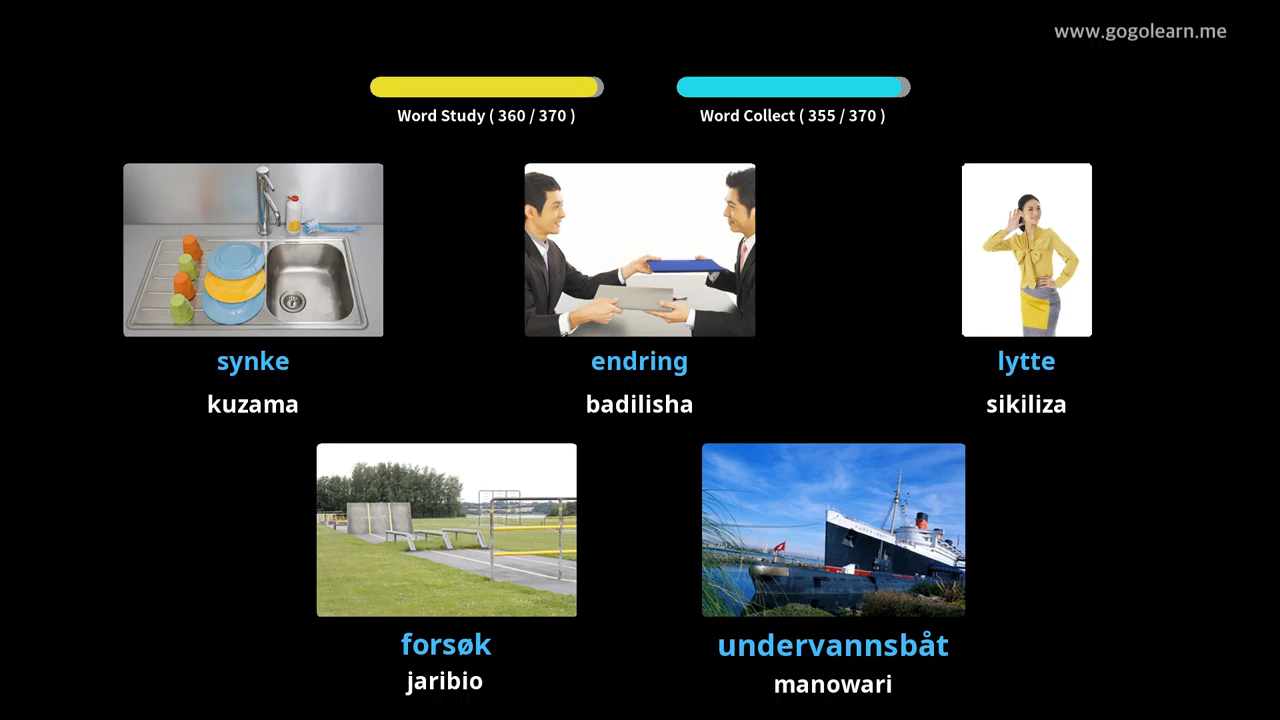 www.gogolearn.me
Word Study ( 360 / 370 )
Word Collect ( 355 / 370 )
synke
endring
lytte
kuzama
badilisha
sikiliza
forsøk
undervannsbåt
jaribio
manowari